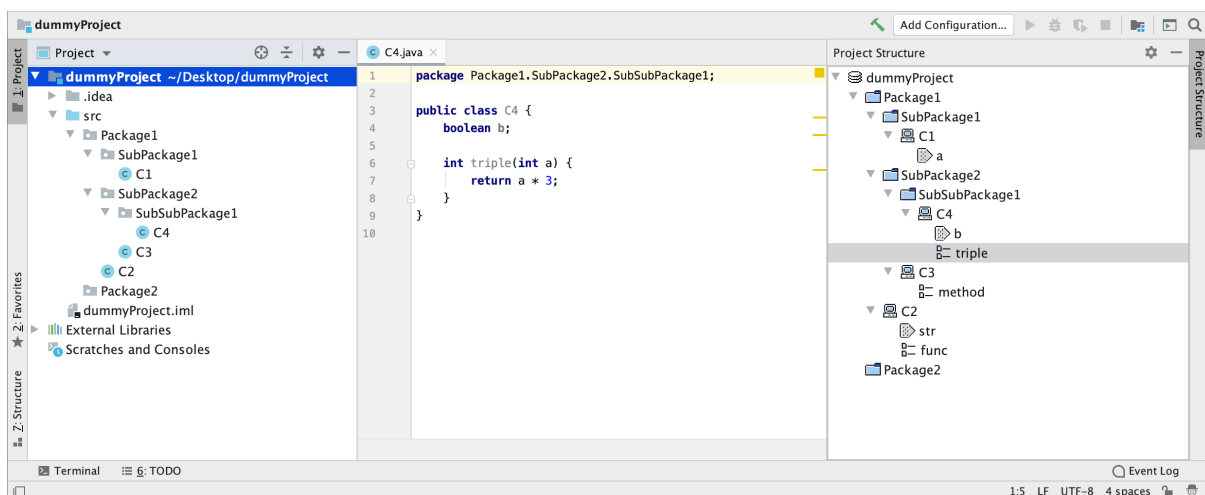 dummyProject
Add Configuration...
1: Project
Project
dummyProject ~/Desktop/dummyProject
.idea
src
Package1
SubPackage1
C1
SubPackage2
SubSubPackage1
C4
C3
C2
Package2
dummyProject.iml
External Libraries
Scratches and Consoles
2: Favorites
Z: Structure
C4.java
1 package Package1.SubPackage2.SubSubPackage1;
2
3 public class C4 {
4 boolean b;
5
6 int triple(int a) {
7 return a * 3;
8 }
9 }
10
Project Structure
dummyProject
Package1
SubPackage1
C1
a
SubPackage2
SubSubPackage1
C4
b
triple
C3
method
C2
str
func
Package2
Project Structure
Terminal 6: TODO Event Log
1:5 LF UTF-8 4 spaces